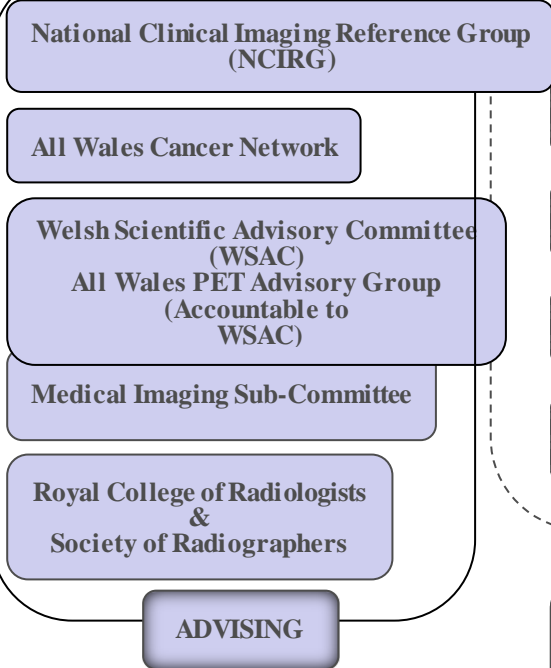 National Clinical Imaging Reference Group
(NCIRG)
All Wales Cancer Network
Welsh Scientific Advisory Committee
(WSAC)
All Wales PET Advisory Group
(Accountable to
WSAC)
Medical Imaging Sub-Committee
Royal College of Radiologists
&
Society of Radiographers
ADVISING